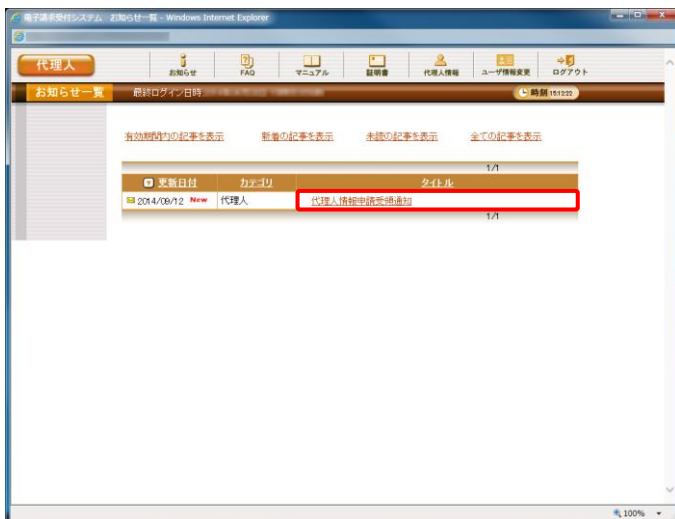 電子請求受付システム お知らせ一覧 - Windows Internet Explorer
代理人
お知らせ
FAQ
マニュアル
証明書
代理人情報
ユーザ情報変更
ログアウト
お知らせ一覧
最終ログイン日時
時刻 15:12:22
有効期間内の記事を表示 新着の記事を表示 未読の記事を表示 全ての記事を表示
1/1
更新日付 カテゴリ タイトル
2014/09/12 New 代理人 代理人情報申請受領通知
1/1
100%